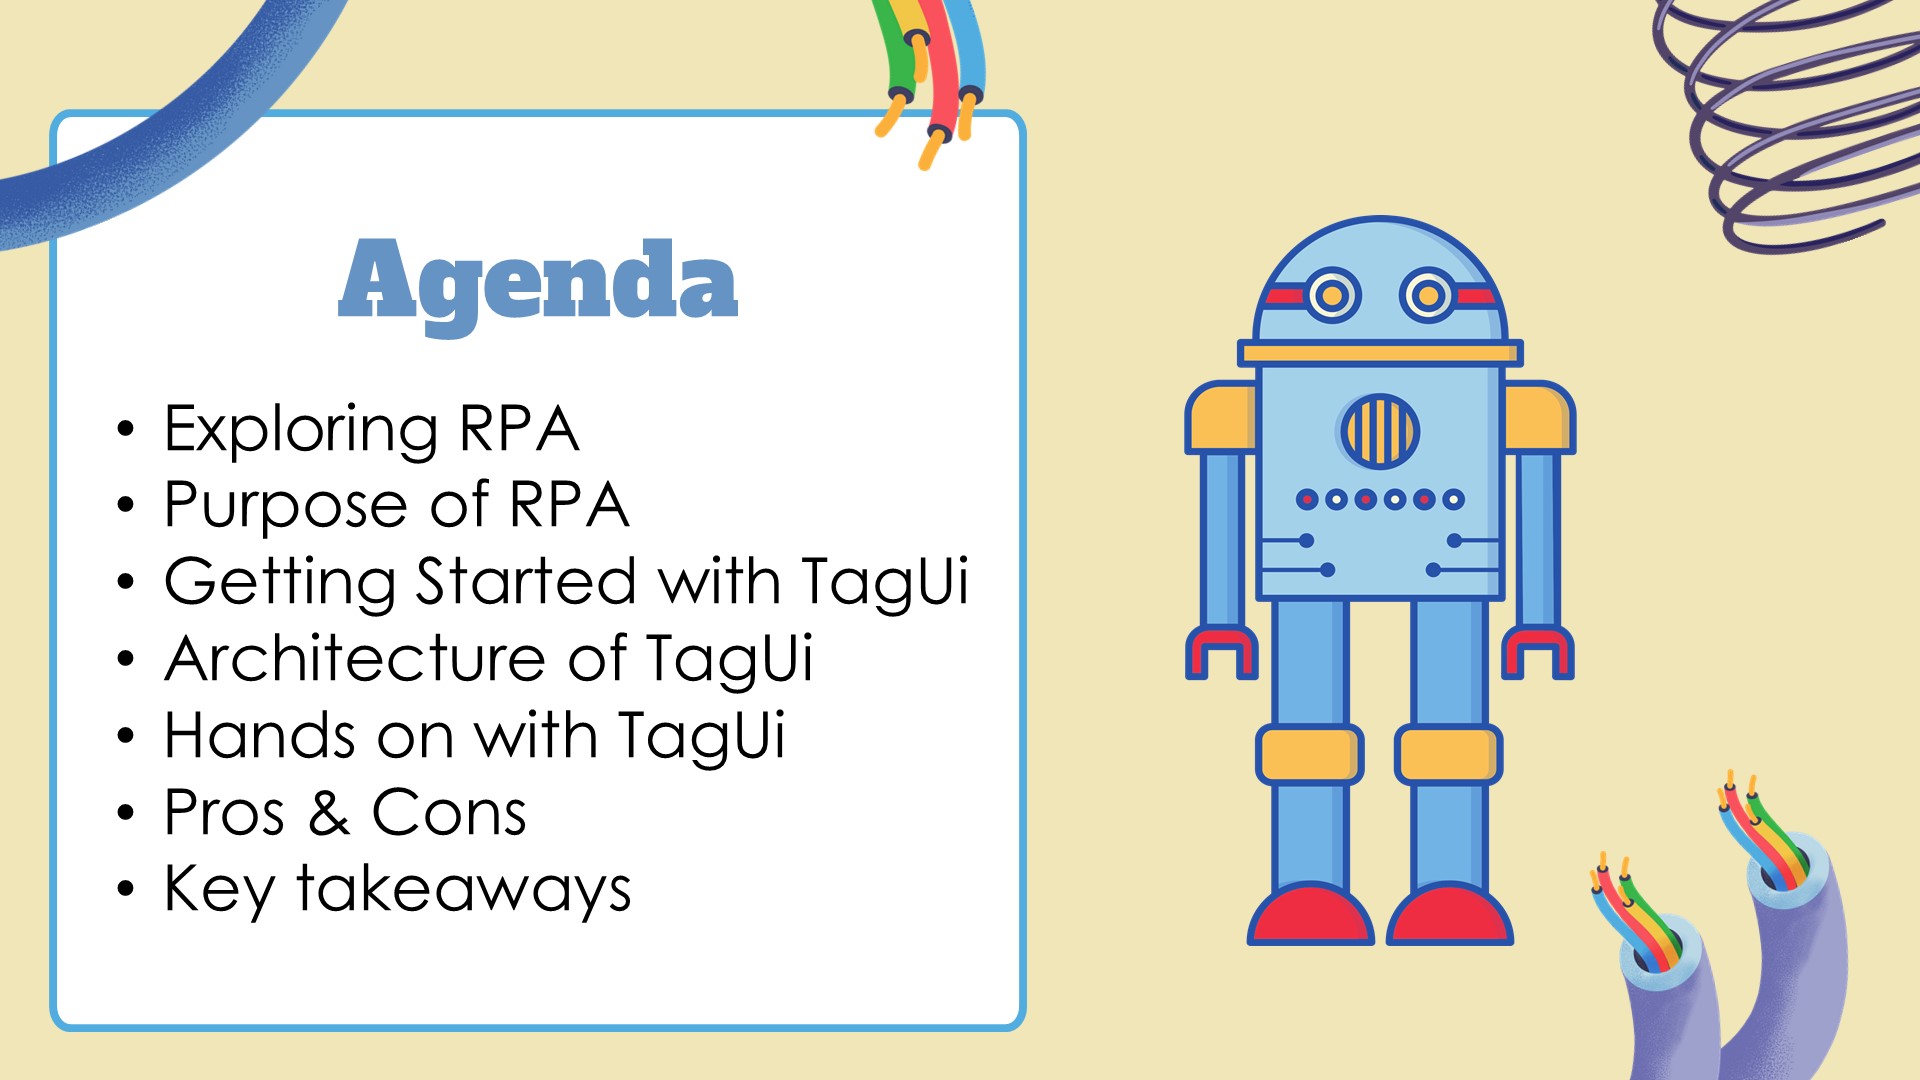 Agenda
• Exploring RPA
• Purpose of RPA
• Getting Started with TagUi
• Architecture of TagUi
• Hands on with TagUi
• Pros & Cons
• Key takeaways